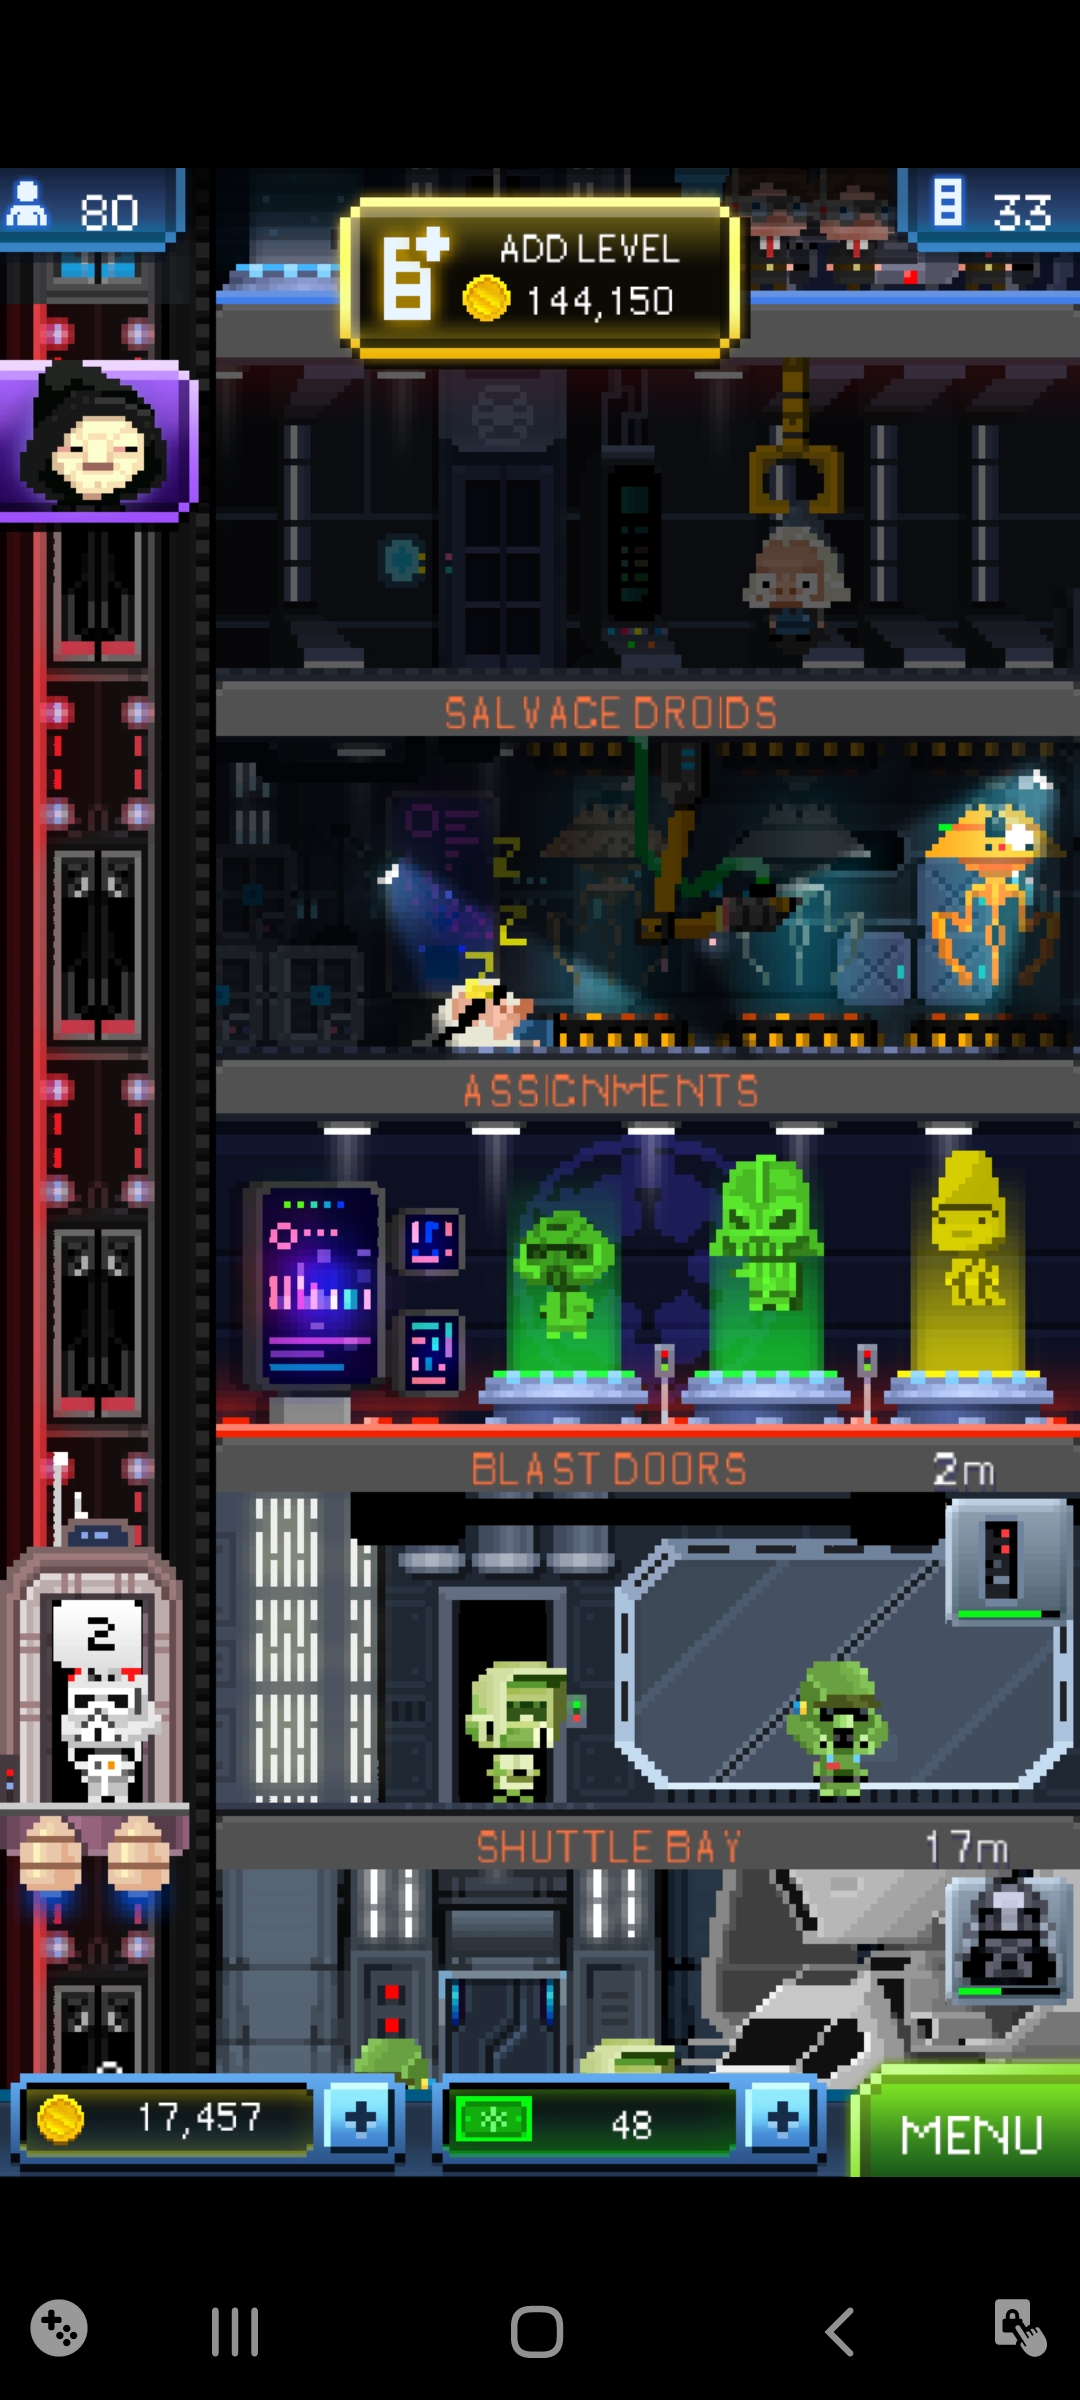 80
33
ADD LEVEL
144,150
SALVAGE DROIDS
Z
Z
Z
ASSIGNMENTS
BLAST DOORS 2m
2
SHUTTLE BAY 17m
17,457
48
MENU